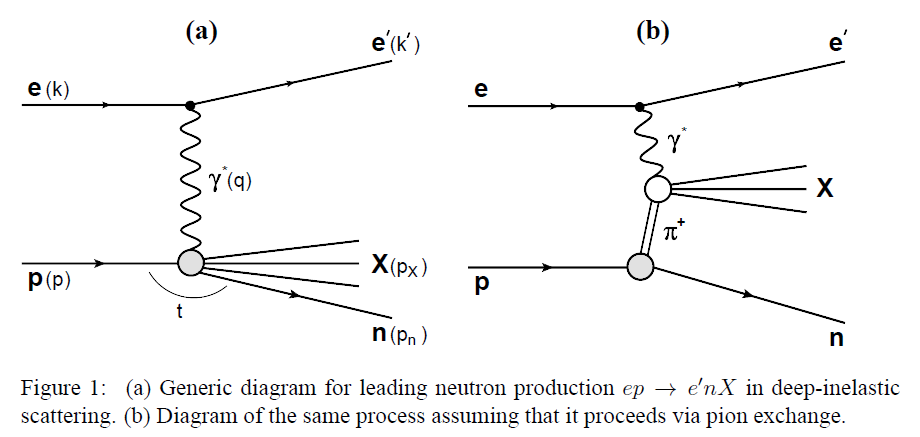 (a)
(b)
e (k)
e′(k′)
γ*(q)
p(p)
X(pX)
t
n(pn)
e
e′
γ*
X
π+
p
n
Figure 1: (a) Generic diagram for leading neutron production ep → e′nX in deep-inelastic
scattering. (b) Diagram of the same process assuming that it proceeds via pion exchange.